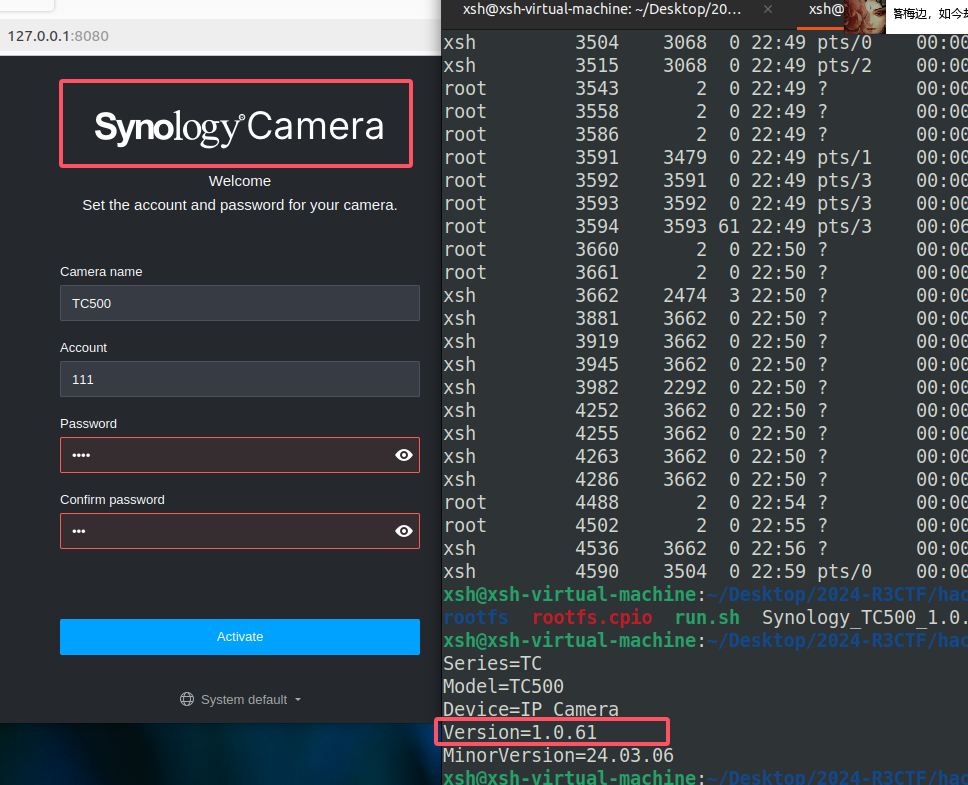 127.0.0.1:8080
Synology Camera
Welcome
Set the account and password for your camera.
Camera name
TC500
Account
111
Password
••••
Confirm password
•••
Activate
System default
xsh@xsh-virtual-machine: ~/Desktop/20... × xsh@
梅边，如今
xsh 3504 3068 0 22:49 pts/0 00:00
xsh 3515 3068 0 22:49 pts/2 00:00
root 3543 2 0 22:49 ? 00:00
root 3558 2 0 22:49 ? 00:00
root 3586 2 0 22:49 ? 00:00
root 3591 3479 0 22:49 pts/1 00:00
root 3592 3591 0 22:49 pts/3 00:00
root 3593 3592 0 22:49 pts/3 00:00
root 3594 3593 61 22:49 pts/3 00:06
root 3660 2 0 22:50 ? 00:00
root 3661 2 0 22:50 ? 00:00
xsh 3662 2474 3 22:50 ? 00:00
xsh 3881 3662 0 22:50 ? 00:00
xsh 3919 3662 0 22:50 ? 00:00
xsh 3945 3662 0 22:50 ? 00:00
xsh 3982 2292 0 22:50 ? 00:00
xsh 4252 3662 0 22:50 ? 00:00
xsh 4255 3662 0 22:50 ? 00:00
xsh 4263 3662 0 22:50 ? 00:00
xsh 4286 3662 0 22:50 ? 00:00
root 4488 2 0 22:54 ? 00:00
root 4502 2 0 22:55 ? 00:00
xsh 4536 3662 0 22:56 ? 00:00
xsh 4590 3504 0 22:59 pts/0 00:00
xsh@xsh-virtual-machine:~/Desktop/2024-R3CTF/hac
rootfs rootfs.cpio run.sh Synology_TC500_1.0.
xsh@xsh-virtual-machine:~/Desktop/2024-R3CTF/hac
Series=TC
Model=TC500
Device=IP Camera
Version=1.0.61
MinorVersion=24.03.06
xsh@xsh-virtual-machine:~/Desktop/2024-R3CTF/hac